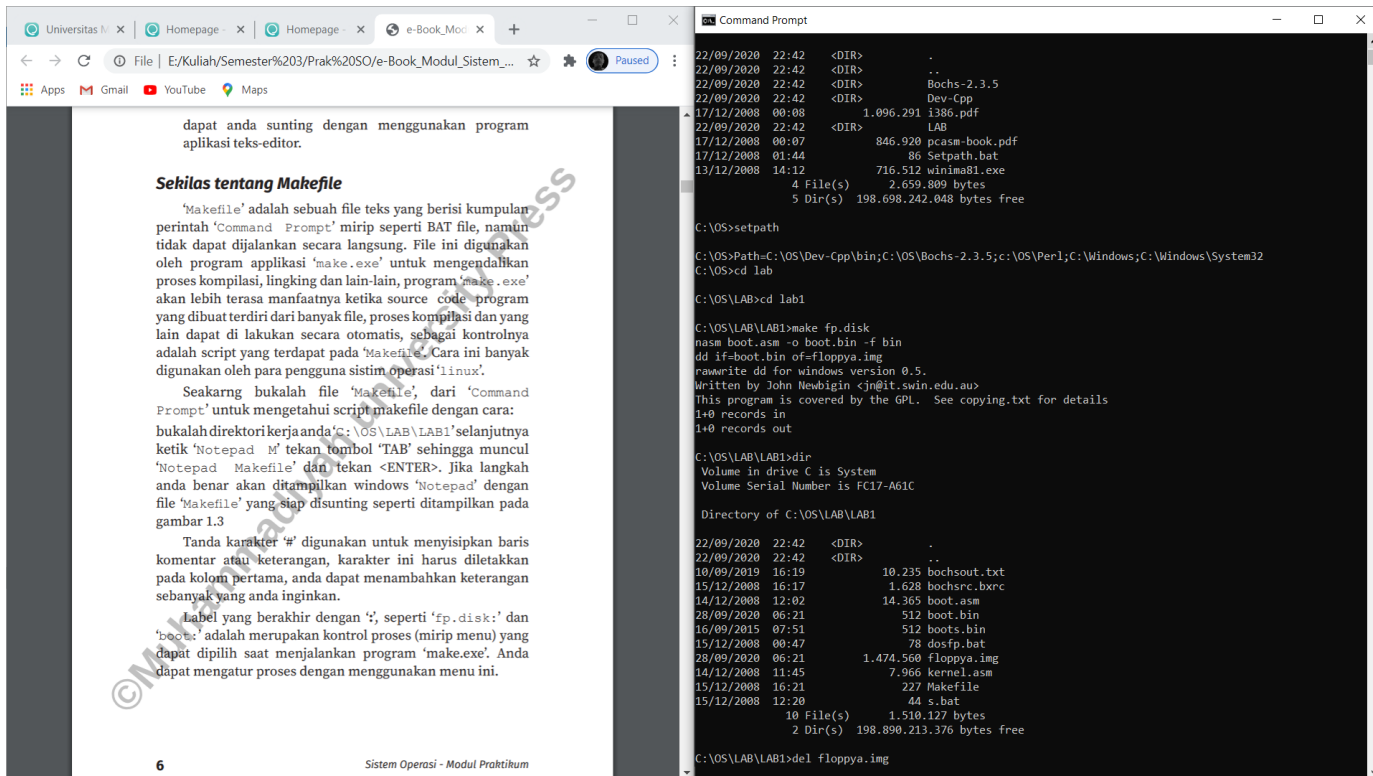 Universitas M
Homepage -
Homepage -
e-Book_Mod
File | E:/Kuliah/Semester%203/Prak%20SO/e-Book_Modul_Sistem_...
Paused
Apps
Gmail
YouTube
Maps
dapat anda sunting dengan menggunakan program
aplikasi teks-editor.
Sekilas tentang Makefile
'Makefile' adalah sebuah file teks yang berisi kumpulan
perintah 'Command Prompt' mirip seperti BAT file, namun
tidak dapat dijalankan secara langsung. File ini digunakan
oleh program applikasi 'make.exe' untuk mengendalikan
proses kompilasi, lingking dan lain-lain, program 'make.exe'
akan lebih terasa manfaatnya ketika source code program
yang dibuat terdiri dari banyak file, proses kompilasi dan yang
lain dapat di lakukan secara otomatis, sebagai kontrolnya
adalah script yang terdapat pada 'Makefile'. Cara ini banyak
digunakan oleh para pengguna sistim operasi 'linux'.
Seakarng bukalah file 'Makefile', dari 'Command
Prompt' untuk mengetahui script makefile dengan cara:
bukalah direktori kerja anda 'C:\OS\LAB\LAB1' selanjutnya
ketik 'Notepad M' tekan tombol 'TAB' sehingga muncul
'Notepad Makefile' dan tekan <ENTER>. Jika langkah
anda benar akan ditampilkan windows 'Notepad' dengan
file 'Makefile' yang siap disunting seperti ditampilkan pada
gambar 1.3
Tanda karakter '#' digunakan untuk menyisipkan baris
komentar atau keterangan, karakter ini harus diletakkan
pada kolom pertama, anda dapat menambahkan keterangan
sebanyak yang anda inginkan.
Label yang berakhir dengan ':', seperti 'fp.disk:' dan
'boot:' adalah merupakan kontrol proses (mirip menu) yang
dapat dipilih saat menjalankan program 'make.exe'. Anda
dapat mengatur proses dengan menggunakan menu ini.
©Muhammadiyah university Press
6
Sistem Operasi - Modul Praktikum
Command Prompt
22/09/2020 22:42 <DIR> .
22/09/2020 22:42 <DIR> ..
22/09/2020 22:42 <DIR> Bochs-2.3.5
22/09/2020 22:42 <DIR> Dev-Cpp
17/12/2008 00:08 1.096.291 i386.pdf
22/09/2020 22:42 <DIR> LAB
17/12/2008 00:07 846.920 pcasm-book.pdf
17/12/2008 01:44 86 Setpath.bat
13/12/2008 14:12 716.512 winima81.exe
4 File(s) 2.659.809 bytes
5 Dir(s) 198.698.242.048 bytes free
C:\OS>setpath
C:\OS>Path=C:\OS\Dev-Cpp\bin;C:\OS\Bochs-2.3.5;c:\OS\Perl;C:\Windows;C:\Windows\System32
C:\OS>cd lab
C:\OS\LAB>cd lab1
C:\OS\LAB\LAB1>make fp.disk
nasm boot.asm -o boot.bin -f bin
dd if=boot.bin of=floppya.img
rawwrite dd for windows version 0.5.
Written by John Newbigin <jn@it.swin.edu.au>
This program is covered by the GPL. See copying.txt for details
1+0 records in
1+0 records out
C:\OS\LAB\LAB1>dir
Volume in drive C is System
Volume Serial Number is FC17-A61C
Directory of C:\OS\LAB\LAB1
22/09/2020 22:42 <DIR> .
22/09/2020 22:42 <DIR> ..
10/09/2019 16:19 10.235 bochsout.txt
15/12/2008 16:17 1.628 bochsrc.bxrc
14/12/2008 12:02 14.365 boot.asm
28/09/2020 06:21 512 boot.bin
16/09/2015 07:51 512 boots.bin
15/12/2008 00:47 78 dosfp.bat
28/09/2020 06:21 1.474.560 floppya.img
14/12/2008 11:45 7.966 kernel.asm
15/12/2008 16:21 227 Makefile
15/12/2008 12:20 44 s.bat
10 File(s) 1.510.127 bytes
2 Dir(s) 198.890.213.376 bytes free
C:\OS\LAB\LAB1>del floppya.img